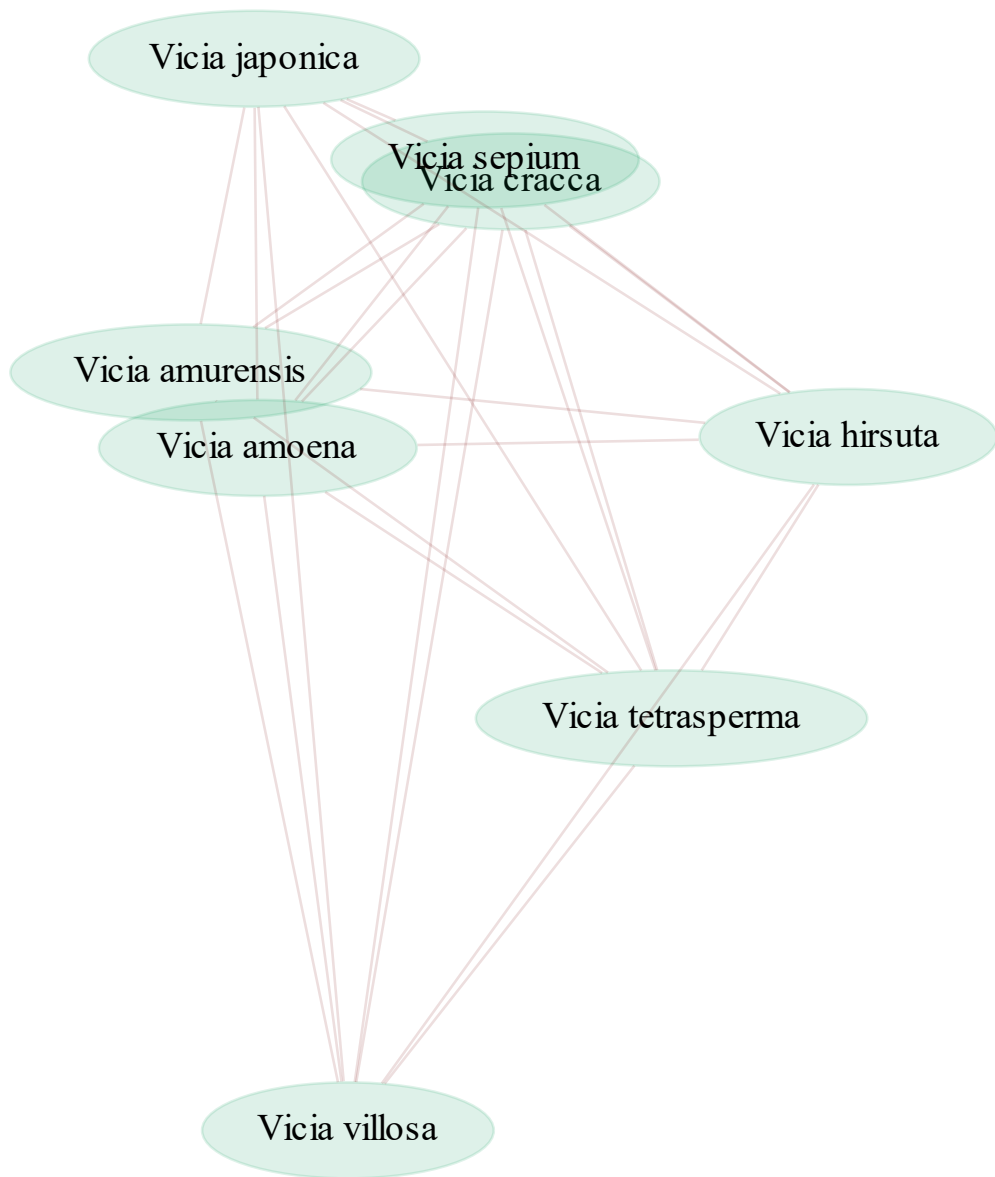 Vicia japonica
Vicia sepium
Vicia cracca
Vicia amurensis
Vicia hirsuta
Vicia amoena
Vicia tetrasperma
Vicia villosa